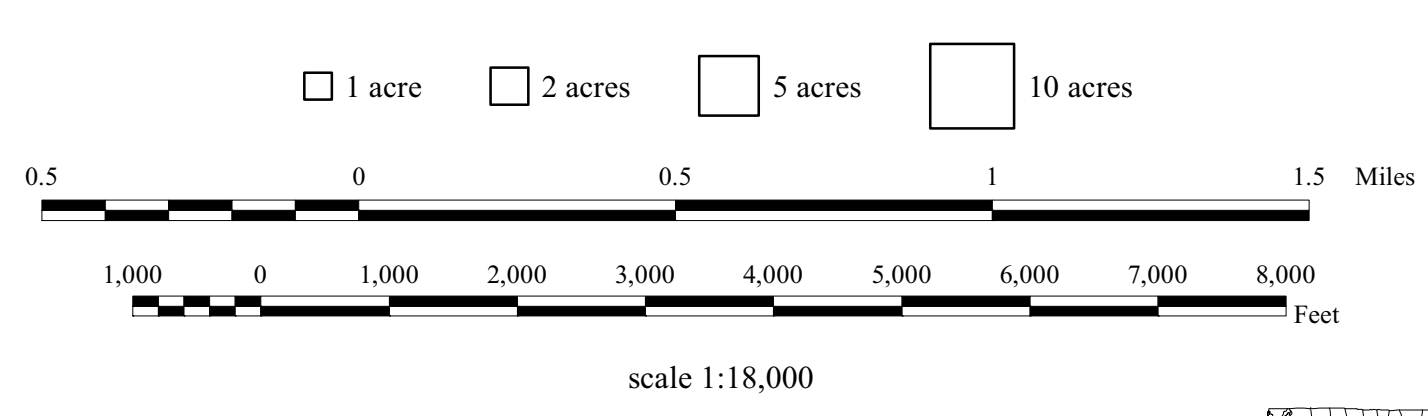 1 acre 2 acres 5 acres 10 acres
0.5 0 0.5 1 1.5 Miles
1,000 0 1,000 2,000 3,000 4,000 5,000 6,000 7,000 8,000
Feet
scale 1:18,000